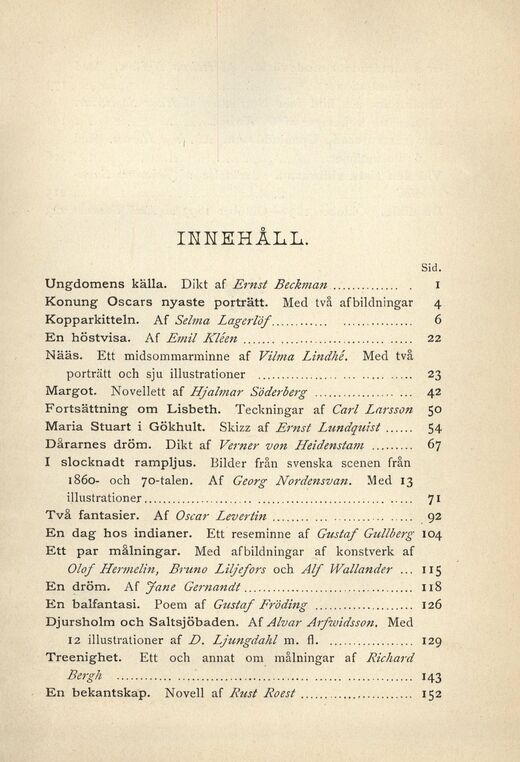 INNEHÅLL.
Sid.
Ungdomens källa. Dikt af Ernst Beckman ............... . 1
Konung Oscars nyaste porträtt. Med två afbildningar 4
Kopparkitteln. Af Selma Lagerlöf............ .............. 6
En höstvisa. Af Emil Kléen .............................. 22
Nääs. Ett midsommarminne af Vilma Lindhé. Med två
porträtt och sju illustrationer .......................... 23
Margot. Novellett af Hjalmar Söderberg ................ 42
Fortsättning om Lisbeth. Teckningar af Carl Larsson 50
Maria Stuart i Gökhult. Skizz af Ernst Lundquist ...... 54
Dårarnes dröm. Dikt af Verner von Heidenstam ......... 67
I slocknadt rampljus. Bilder från svenska scenen från
1860- och 70-talen. Af Georg Nordensvan. Med 13
illustrationer............................................. 71
Två fantasier. Af Oscar Levertin ........................ 92
En dag hos indianer. Ett reseminne af Gustaf Gullberg 104
Ett par målningar. Med afbildningar af konstverk af
Olof Hermelin, Bruno Liljefors och Alf Wallander ... 115
En dröm. Af Jane Gernandt............................ 118
En balfantasi. Poem af Gustaf Fröding .................. 126
Djursholm och Saltsjöbaden. Af Alvar Arfwidsson. Med
12 illustrationer af D. Ljungdahl m. fl. ............... 129
Treenighet. Ett och annat om målningar af Richard
Bergh ................................................... 143
En bekantskap. Novell af Rust Roest .................... 152